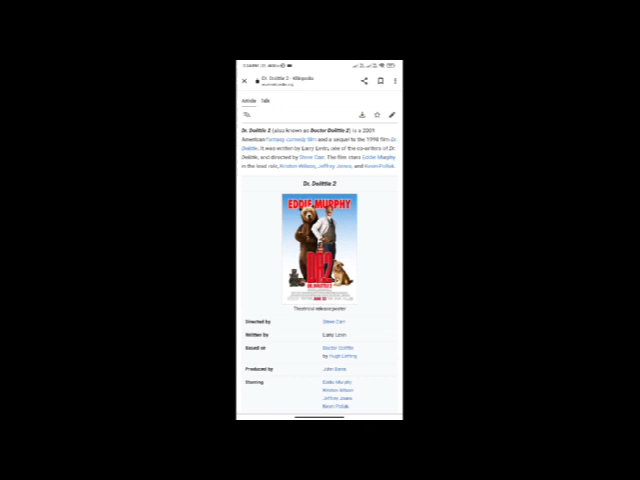 Dr. Dolittle 2 - Wikipedia
Article Talk
Dr. Dolittle 2 (also known as Doctor Dolittle 2) is a 2001
American fantasy comedy film and a sequel to the 1998 film Dr.
Dolittle. It was written by Larry Levin, one of the co-writers of Dr.
Dolittle, and directed by Steve Carr. The film stars Eddie Murphy
in the lead role, Kristen Wilson, Jeffrey Jones, and Kevin Pollak.
Dr. Dolittle 2
EDDIE MURPHY
DR.2
DR. DOLITTLE 2
Theatrical release poster
Directed by Steve Carr
Written by Larry Levin
Based on Doctor Dolittle
by Hugh Lofting
Produced by John Davis
Starring Eddie Murphy
Kristen Wilson
Jeffrey Jones
Kevin Pollak